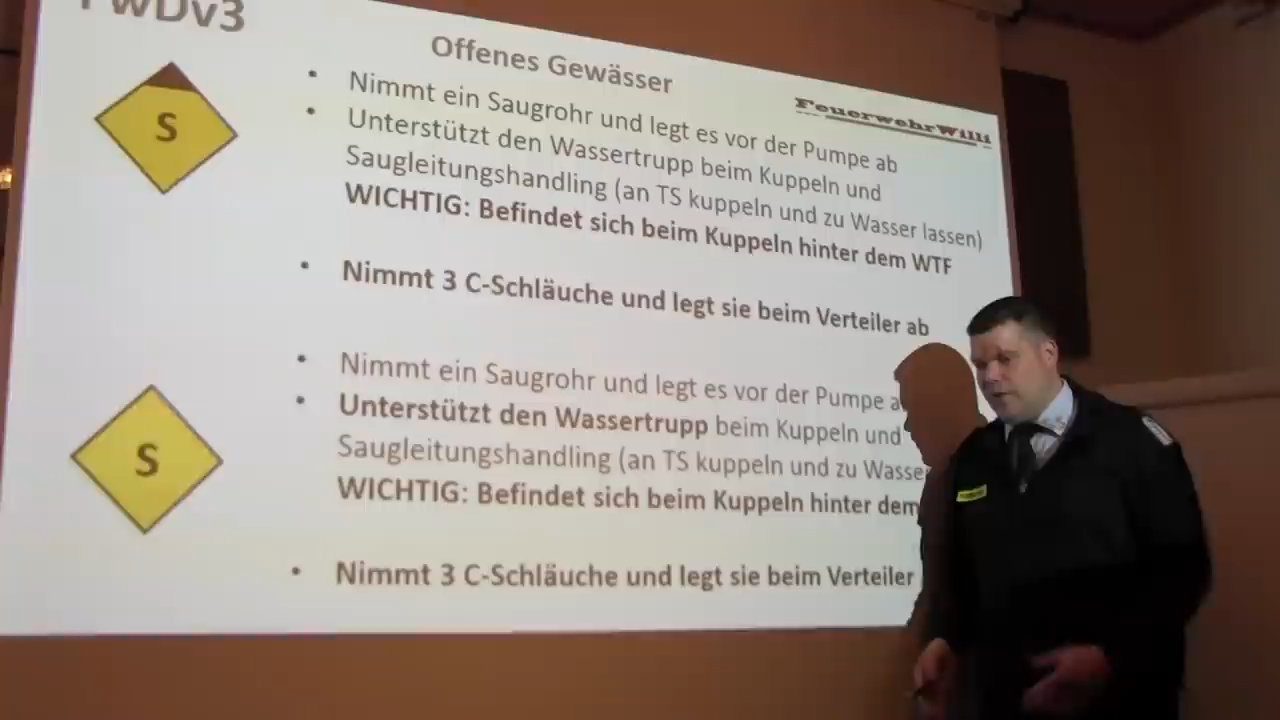 FwDv3
Offenes Gewässer
FeuerwehrWilli
S
Nimmt ein Saugrohr und legt es vor der Pumpe ab
Unterstützt den Wassertrupp beim Kuppeln und
Saugleitungshandling (an TS kuppeln und zu Wasser lassen)
WICHTIG: Befindet sich beim Kuppeln hinter dem WTF
Nimmt 3 C-Schläuche und legt sie beim Verteiler ab
S
Nimmt ein Saugrohr und legt es vor der Pumpe a
Unterstützt den Wassertrupp beim Kuppeln und
Saugleitungshandling (an TS kuppeln und zu Wasse
WICHTIG: Befindet sich beim Kuppeln hinter dem
Nimmt 3 C-Schläuche und legt sie beim Verteiler